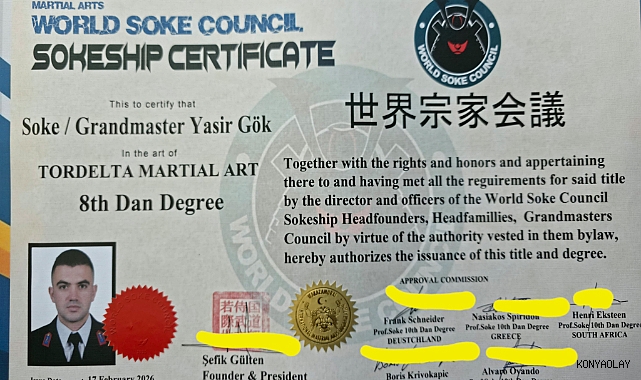 MARTIAL ARTS
WORLD SOKE COUNCIL
SOKESHIP CERTIFICATE
WORLD SOKE COUNCIL
This to certify that
Soke / Grandmaster Yasir Gök
In the art of
TORDELTA MARTIAL ART
8th Dan Degree
世界宗家会議
Together with the rights and honors and appertaining
there to and having met all the reguirements for said title
by the director and officers of the World Soke Council
Sokeship Headfounders, Headfamillies, Grandmasters
Council by virtue of the authority vested in them bylaw,
hereby authorizes the issuance of this title and degree.
APPROVAL COMMISSION
Frank Schneider
Prof.Soke 10th Dan Degree
DEUTSCHLAND
Nasiakos Spiridou
Prof.Soke 10th Dan Degree
GREECE
Henri Eksteen
Prof.Soke 10th Dan Degree
SOUTH AFRICA
Şefik Gülten
Founder & President
Boris Krivokapic
Alvaro Oyando
17 February 2026
KONYAOLAY